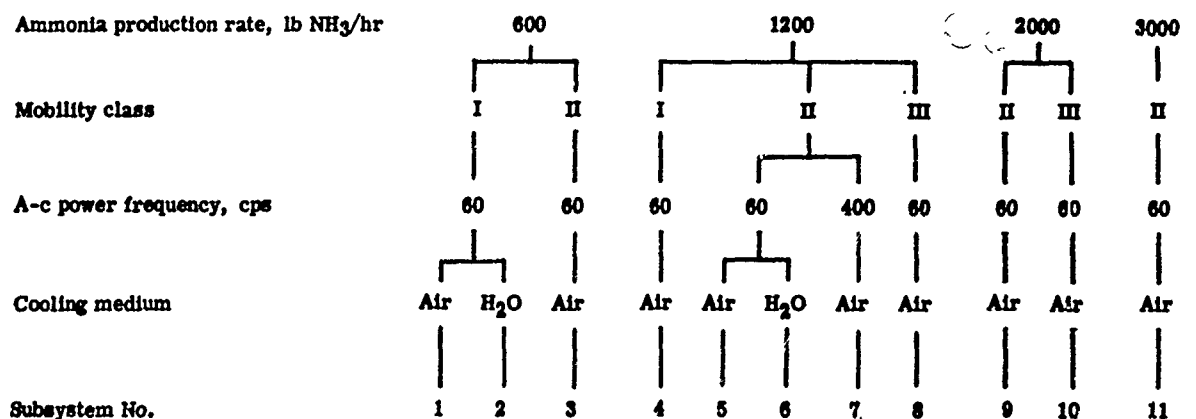 Ammonia production rate, lb NH3/hr 600 1200 2000 3000
Mobility class I II I II III II III II
A-c power frequency, cps 60 60 60 60 400 60 60 60 60
Cooling medium Air H2O Air Air Air H2O Air Air Air Air Air
Subsystem No. 1 2 3 4 5 6 7 8 9 10 11